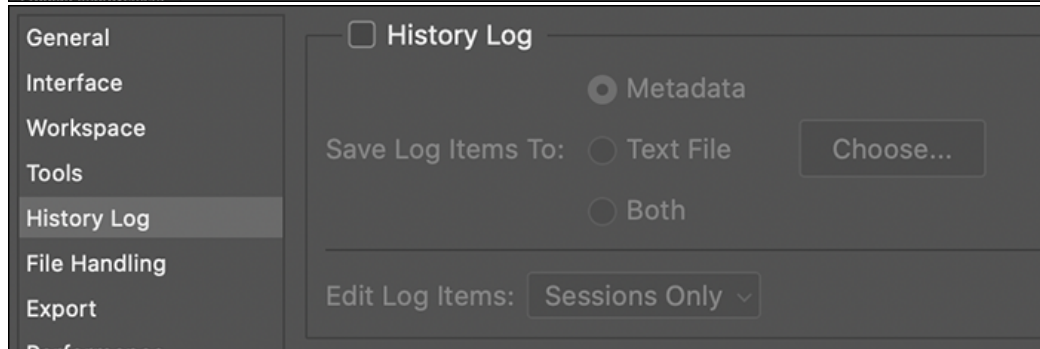 General
Interface
Workspace
Tools
History Log
File Handling
Export
History Log
Metadata
Save Log Items To:
Text File
Choose...
Both
Edit Log Items:
Sessions Only